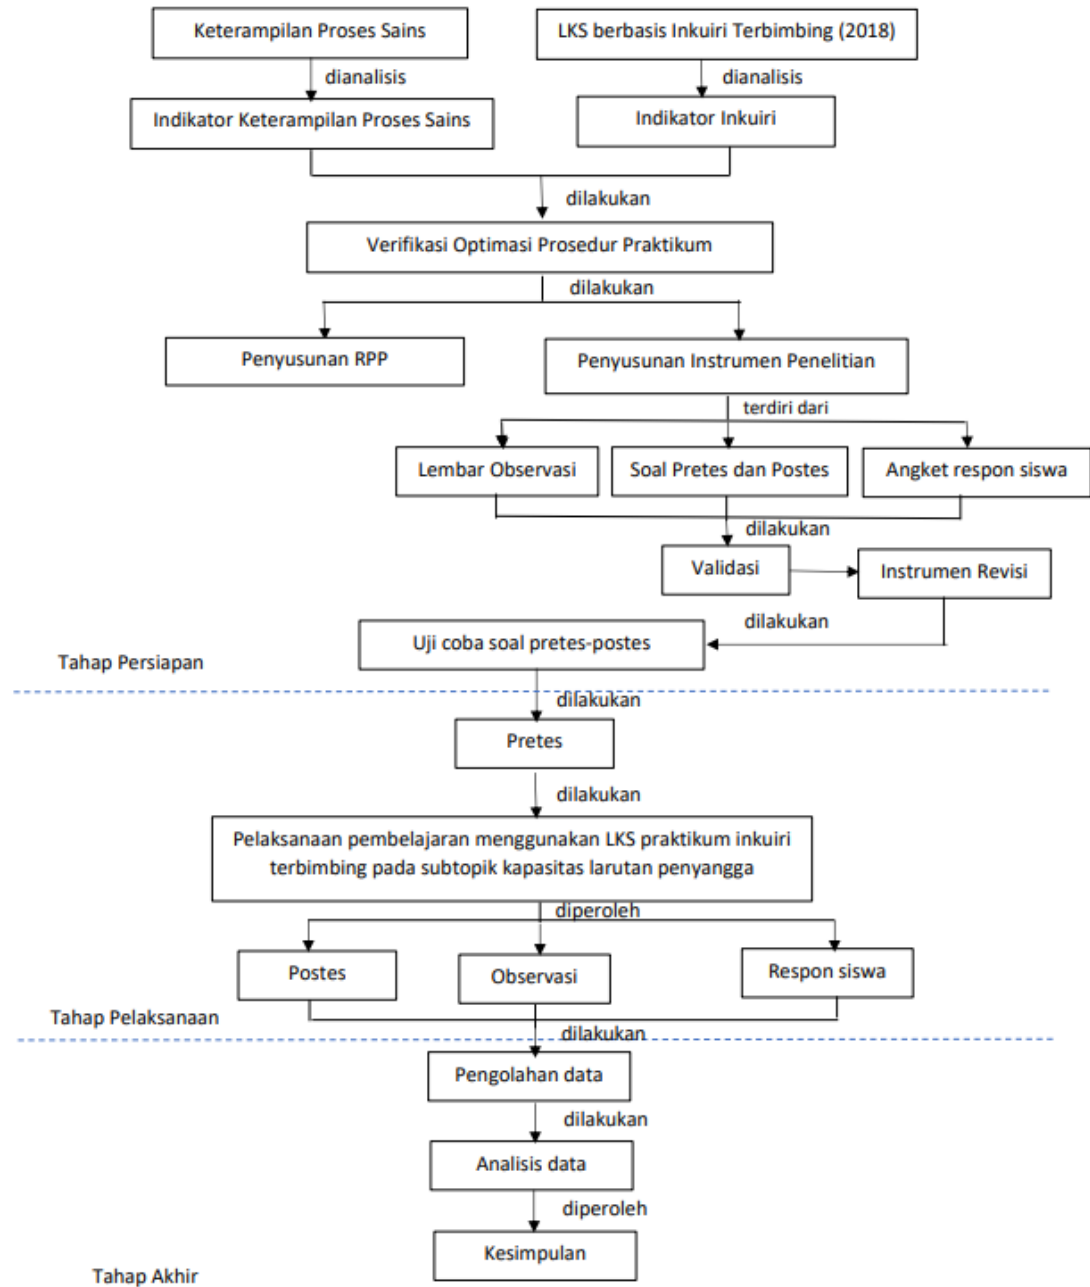 Keterampilan Proses Sains
LKS berbasis Inkuiri Terbimbing (2018)
dianalisis
dianalisis
Indikator Keterampilan Proses Sains
Indikator Inkuiri
dilakukan
Verifikasi Optimasi Prosedur Praktikum
dilakukan
Penyusunan RPP
Penyusunan Instrumen Penelitian
terdiri dari
Lembar Observasi
Soal Pretes dan Postes
Angket respon siswa
dilakukan
Validasi
Instrumen Revisi
dilakukan
Uji coba soal pretes-postes
Tahap Persiapan
dilakukan
Pretes
dilakukan
Pelaksanaan pembelajaran menggunakan LKS praktikum inkuiri
terbimbing pada subtopik kapasitas larutan penyangga
diperoleh
Postes
Observasi
Respon siswa
Tahap Pelaksanaan
dilakukan
Pengolahan data
dilakukan
Analisis data
diperoleh
Kesimpulan
Tahap Akhir